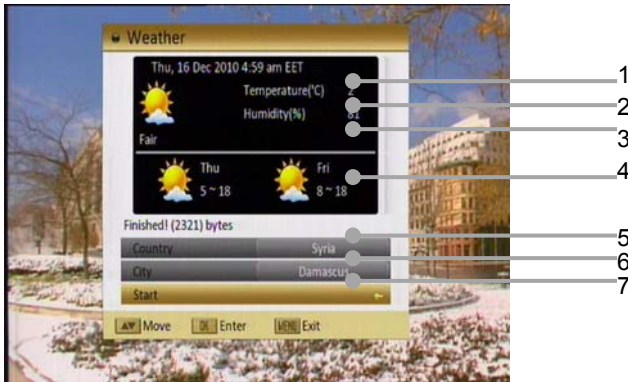 Weather
Thu, 16 Dec 2010 4:59 am EET
Temperature(°C) 2
Humidity(%) 81
Fair
Thu Fri
5 ~ 18 8 ~ 18
Finished! (2321) bytes
Country Syria
City Damascus
Start
Move OK Enter MENU Exit
1
2
3
4
5
6
7